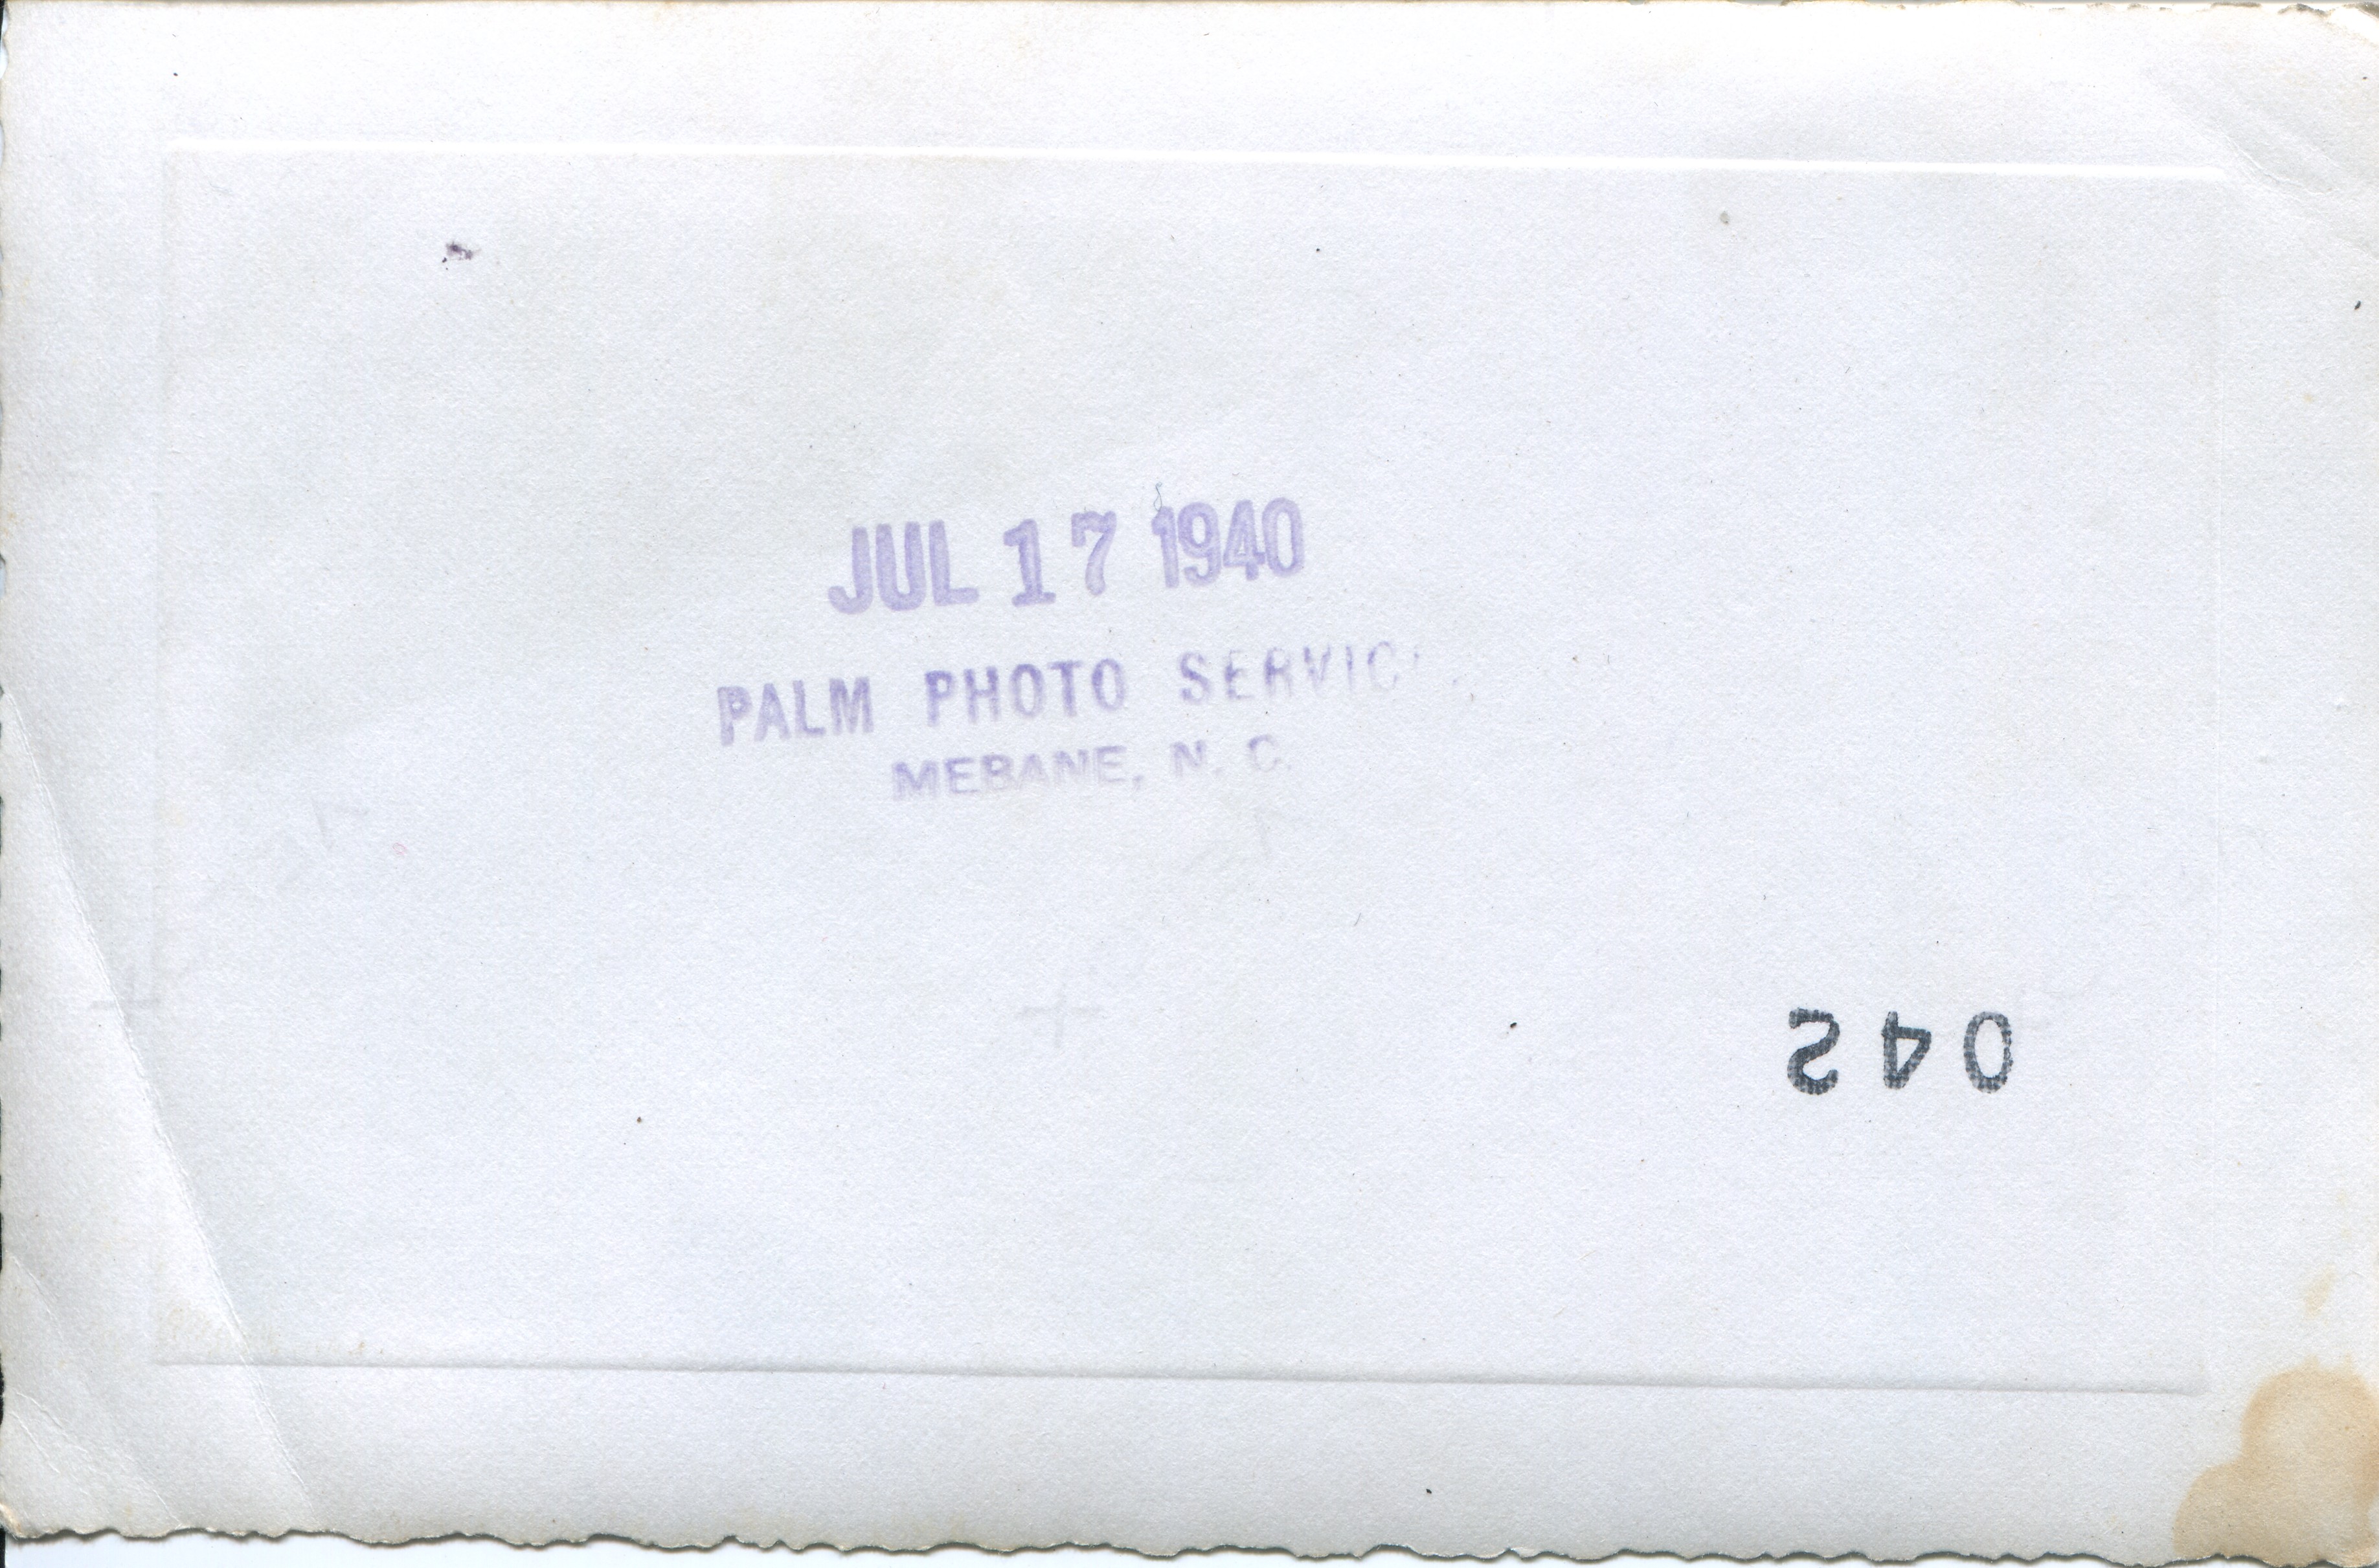 JUL 17 1940
PALM PHOTO SERVIC
MEBANE, N. C.
042